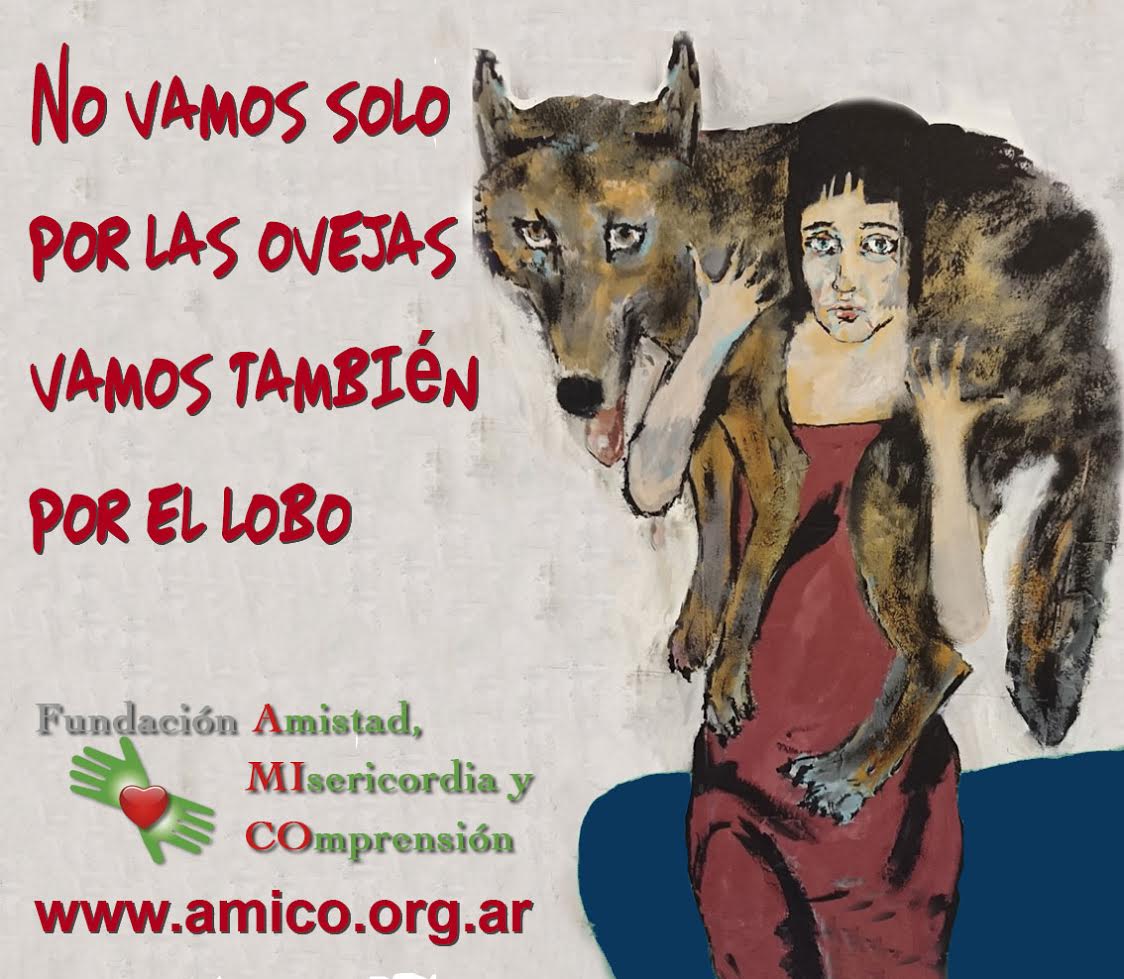 No vamos solo
por las ovejas
vamos también
por el lobo
Fundación Amistad,
MIsericordia y
COmprensión
www.amico.org.ar